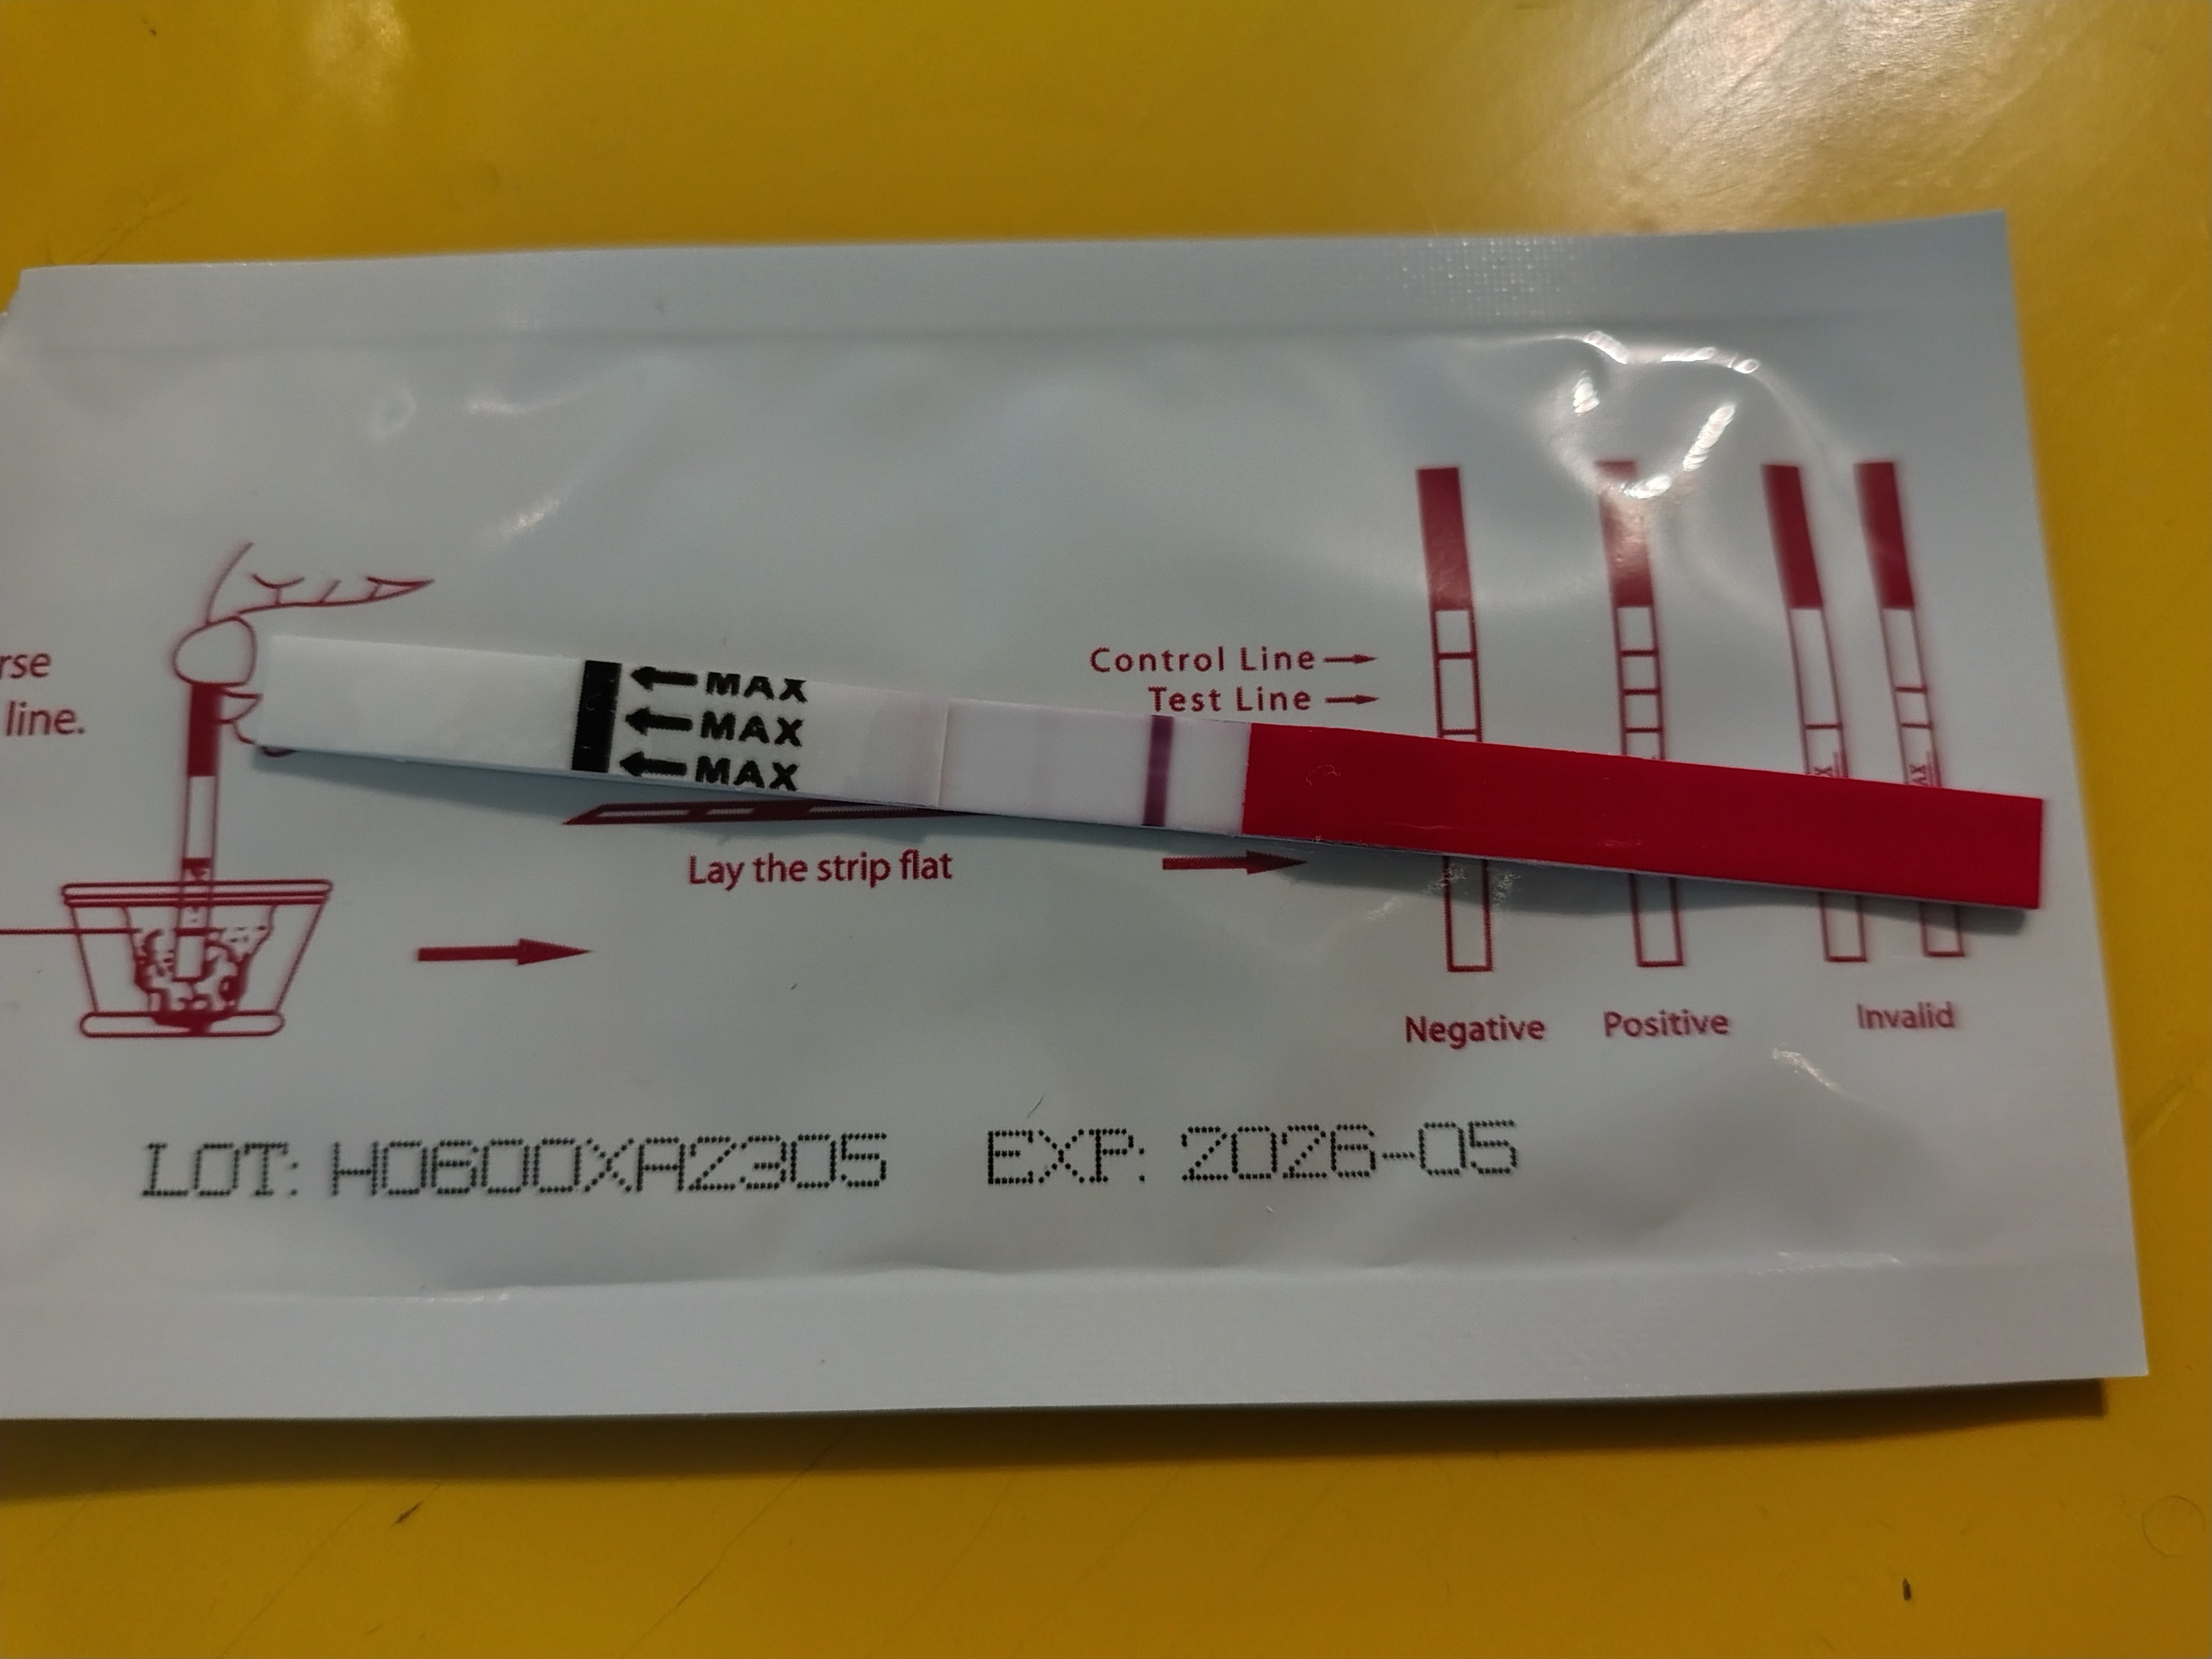 rse
line.
MAX
MAX
MAX
Lay the strip flat
Control Line
Test Line
Negative
Positive
Invalid
LOT: H0600XAZ305
EXP: 2026-05